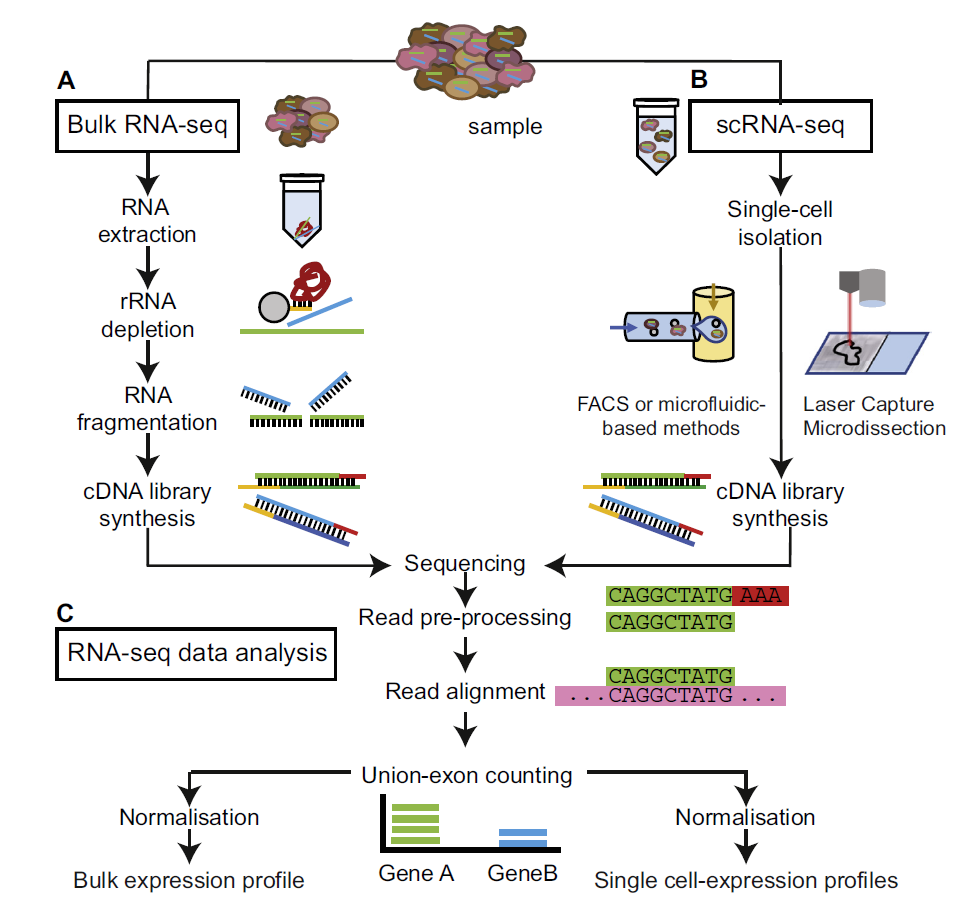 sample
A
Bulk RNA-seq
RNA
extraction
rRNA
depletion
RNA
fragmentation
cDNA library
synthesis
B
scRNA-seq
Single-cell
isolation
FACS or microfluidic-
based methods
Laser Capture
Microdissection
cDNA library
synthesis
Sequencing
C
RNA-seq data analysis
Read pre-processing
CAGGCTATG AAA
CAGGCTATG
Read alignment
CAGGCTATG
...CAGGCTATG...
Union-exon counting
Normalisation
Bulk expression profile
Gene A
GeneB
Normalisation
Single cell-expression profiles